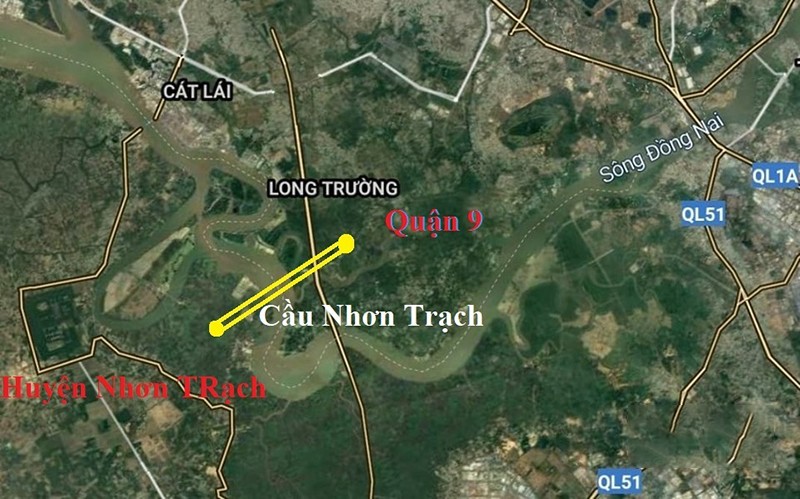 CÁT LÁI
Sông Đồng Nai
QL1A
LONG TRƯỜNG
QL51
Quận 9
Cầu Nhơn Trạch
Huyện Nhơn TRạch
QL51